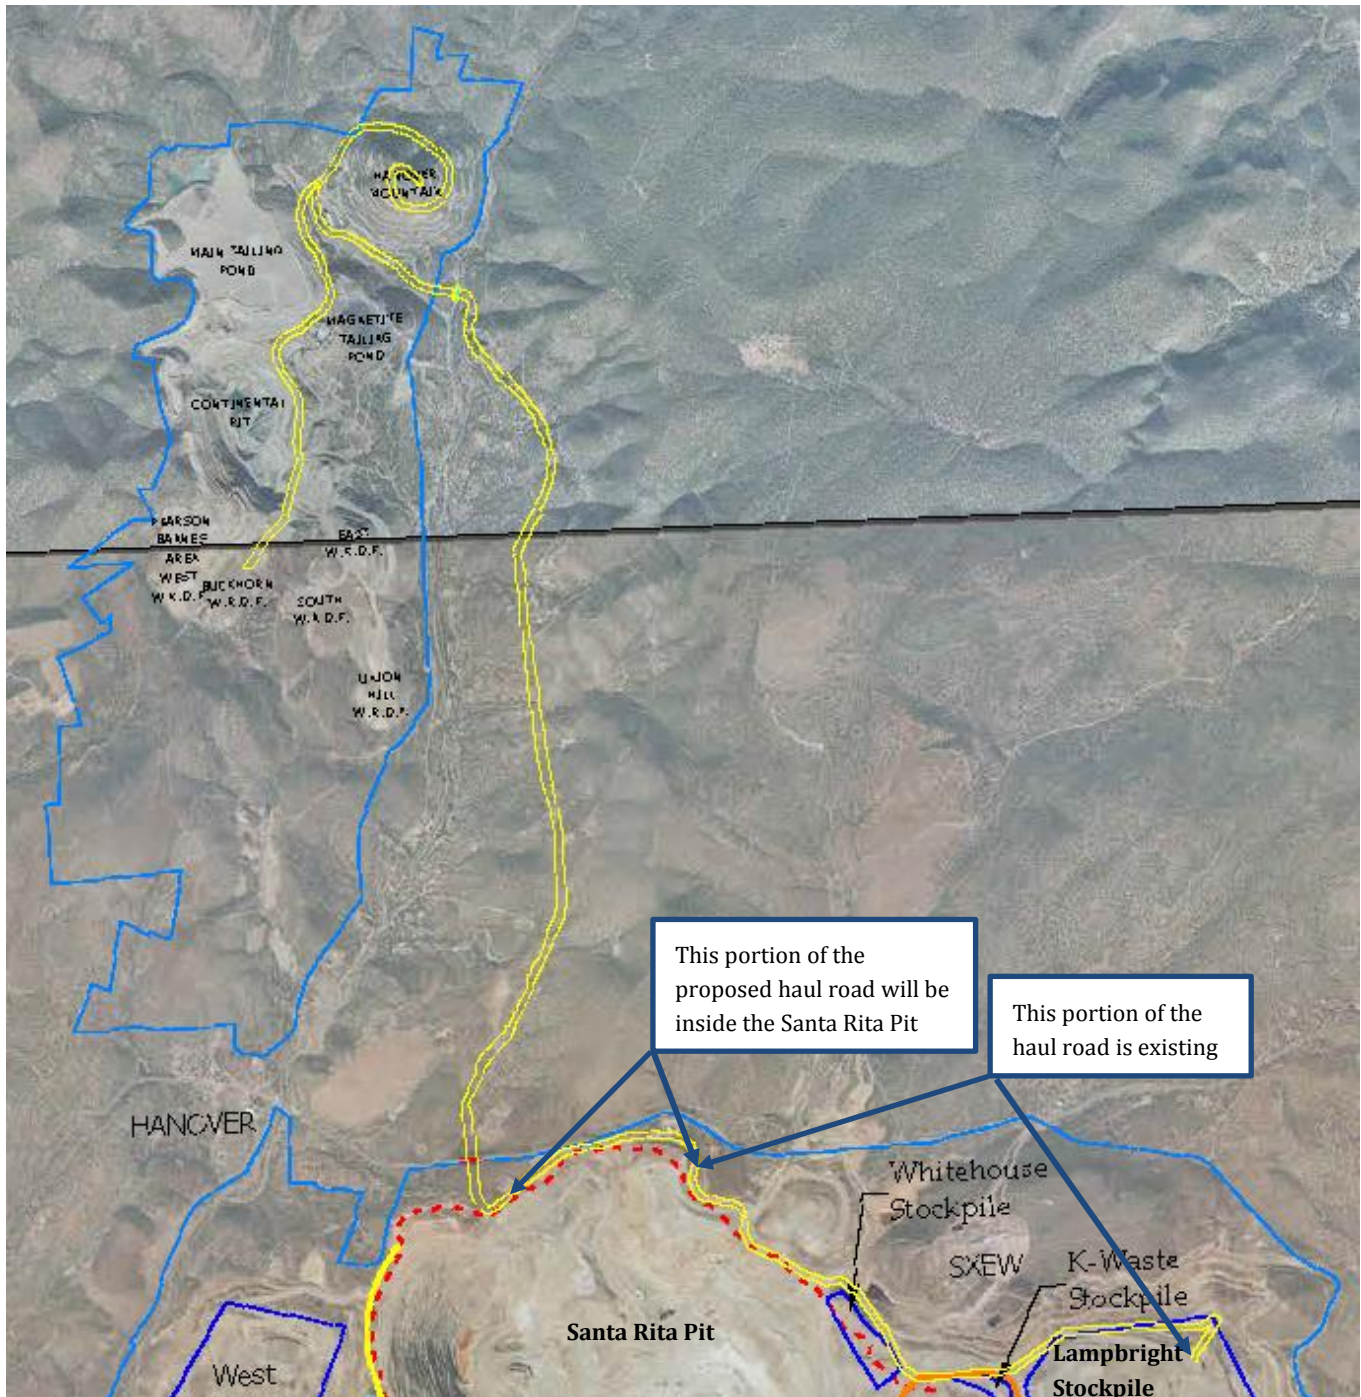 HANOVER
MOUNTAIN
MAIN TAILING
POND
MAGNETITE
TAILING
POND
CONTINENTAL
PIT
PEARSON
BARNES
AREA
WEST
W.R.D.F.
BUCKHORN
W.R.D.F.
EAST
W.R.D.F.
SOUTH
W.R.D.F.
UNION
HILL
W.R.D.F.
This portion of the
proposed haul road will be
inside the Santa Rita Pit
This portion of the
haul road is existing
HANOVER
Whitehouse
Stockpile
SXEW
K-Waste
Stockpile
Santa Rita Pit
Lampbright
Stockpile
West